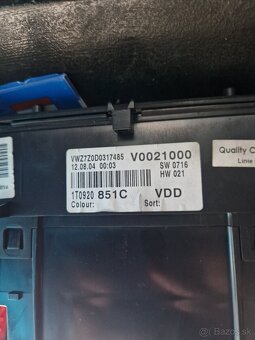 VWZ7Z0D0317485 V0021000
12.08.04 00:03 SW 0716
HW 021
1T0920 851C VDD
Colour: Sort:
Quality C
Linie
bazos.sk